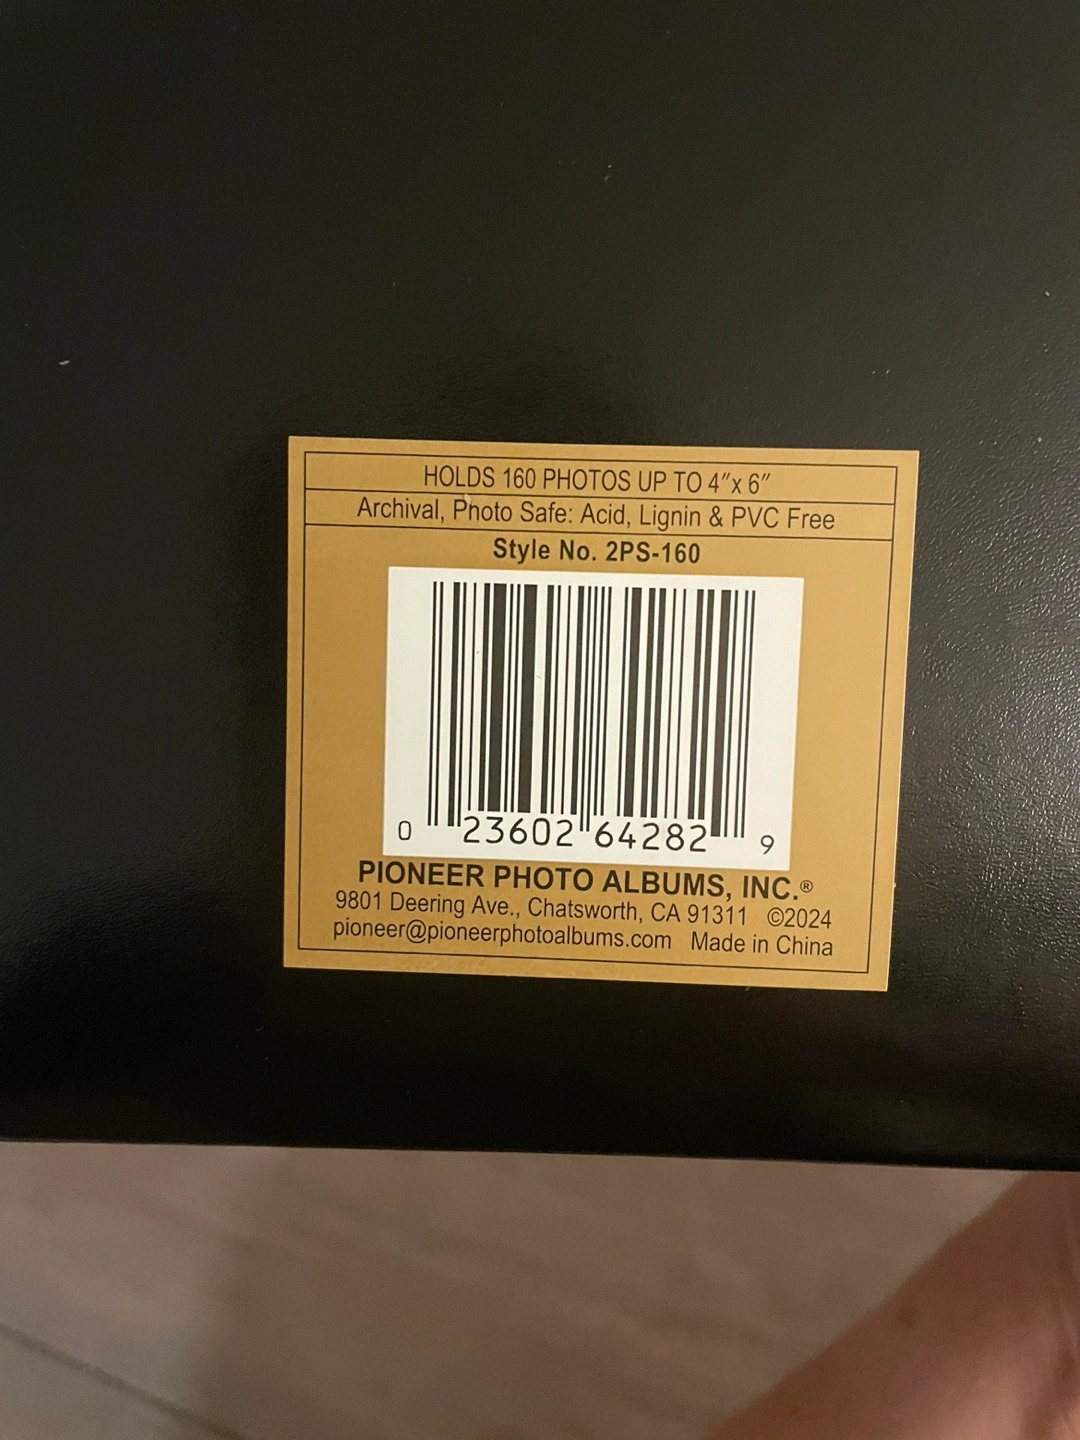 HOLDS 160 PHOTOS UP TO 4″x 6″
Archival, Photo Safe: Acid, Lignin & PVC Free
Style No. 2PS-160
0 23602 64282 9
PIONEER PHOTO ALBUMS, INC.®
9801 Deering Ave., Chatsworth, CA 91311 ©2024
pioneer@pioneerphotoalbums.com Made in China